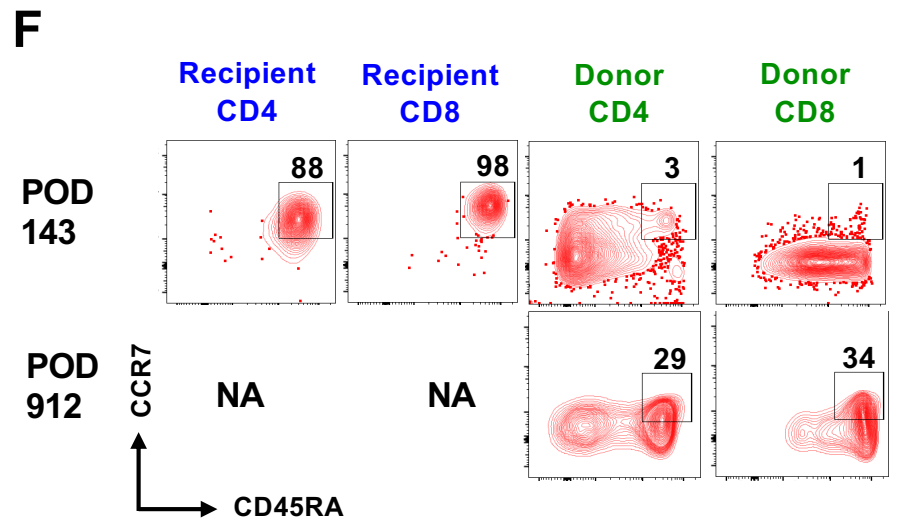 F
Recipient CD4
Recipient CD8
Donor CD4
Donor CD8
POD 143
88
98
3
1
POD 912
CCR7
NA
NA
29
34
CD45RA